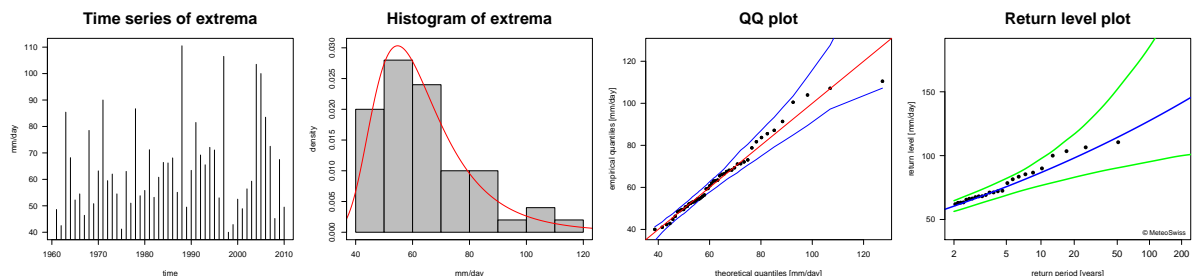 Time series of extrema
mm/day
110
100
90
80
70
60
50
40
1960 1970 1980 1990 2000 2010
time
Histogram of extrema
density
0.030
0.025
0.020
0.015
0.010
0.005
0.000
40 60 80 100 120
mm/day
QQ plot
empirical quantiles [mm/day]
120
100
80
60
40
40 60 80 100 120
theoretical quantiles [mm/day]
Return level plot
return level [mm/day]
150
100
50
© MeteoSwiss
2 5 10 20 50 100 200
return period [years]